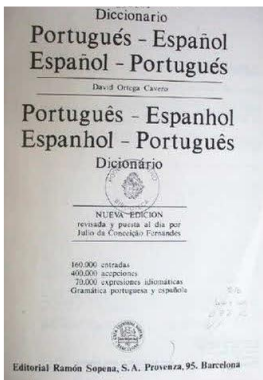 Diccionario
Portugués - Español
Español - Portugués
David Ortega Cavero
Português - Espanhol
Espanhol - Português
Dicionário
NUEVA EDICION
revisada y puesta al día por
Julio da Conceição Fernandes
160.000 entradas
400.000 acepciones
70.000 expresiones idiomáticas
Gramática portuguesa y española
Editorial Ramón Sopena, S. A. Provenza, 95. Barcelona